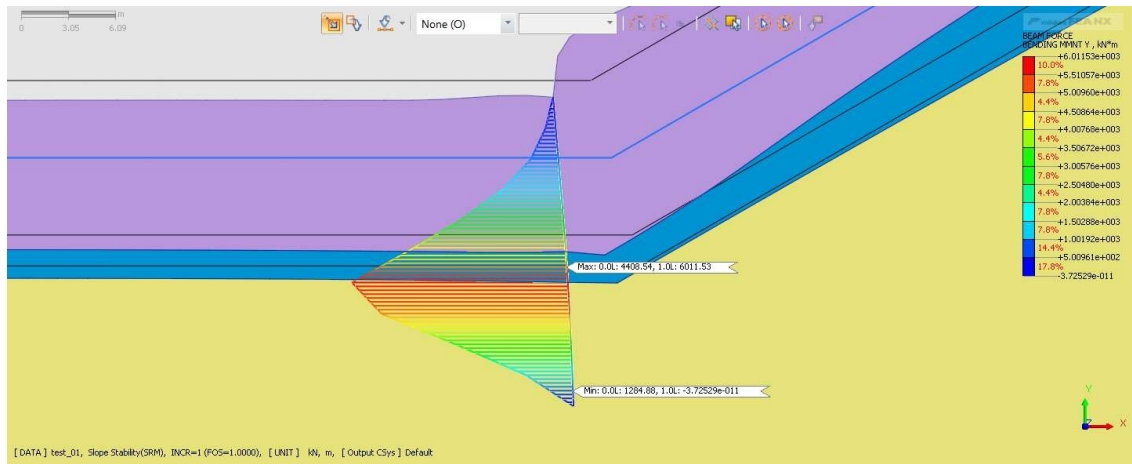 m
0 3.05 6.09
None (O)
midas FEA NX
BEAM FORCE
BENDING MMNT Y , kN*m
+6.01153e+003
10.0%
+5.51057e+003
7.8%
+5.00960e+003
4.4%
+4.50864e+003
7.8%
+4.00768e+003
4.4%
+3.50672e+003
5.6%
+3.00576e+003
7.8%
+2.50480e+003
4.4%
+2.00384e+003
7.8%
+1.50288e+003
7.8%
+1.00192e+003
14.4%
+5.00961e+002
17.8%
-3.72529e-011
Max: 0.0L: 4408.54, 1.0L: 6011.53
Min: 0.0L: 1284.88, 1.0L: -3.72529e-011
Y
Z X
[ DATA ] test_01, Slope Stability(SRM), INCR=1 (FOS=1.0000), [ UNIT ] kN, m, [ Output CSys ] Default